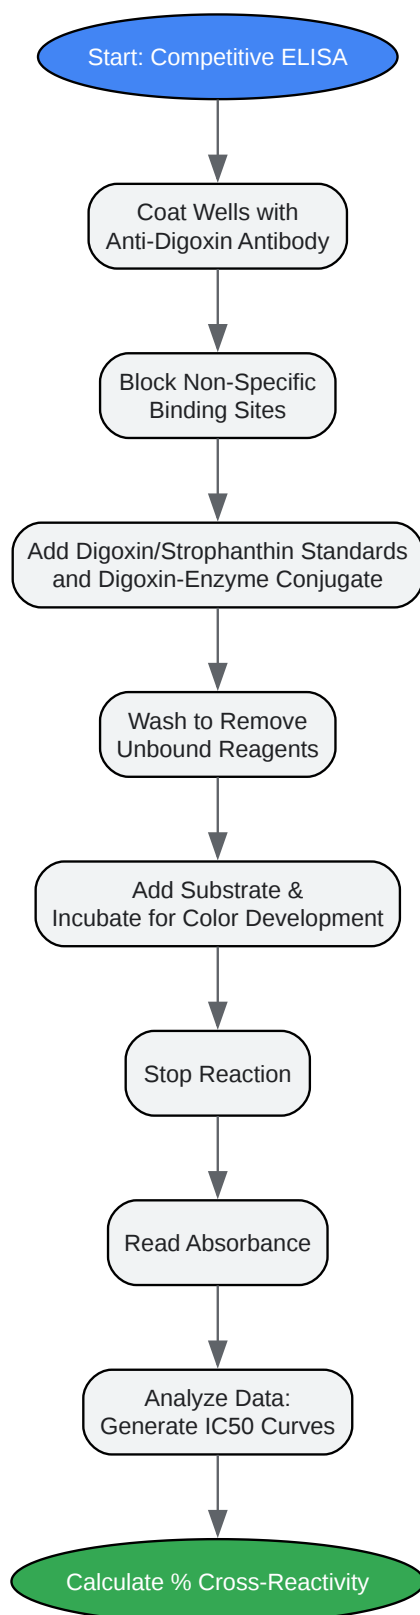 Start: Competitive ELISA
Coat Wells with
Anti-Digoxin Antibody
Block Non-Specific
Binding Sites
Add Digoxin/Strophanthin Standards
and Digoxin-Enzyme Conjugate
Wash to Remove
Unbound Reagents
Add Substrate &
Incubate for Color Development
Stop Reaction
Read Absorbance
Analyze Data:
Generate IC50 Curves
Calculate % Cross-Reactivity